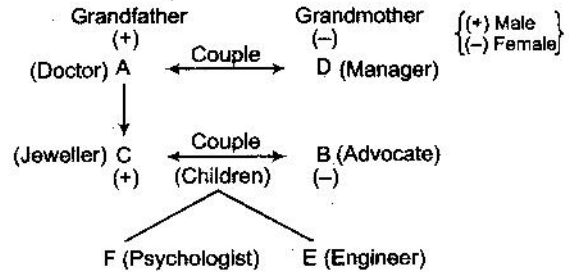 Grandfather Grandmother
(+) (–) {(+) Male
(–) Female}
Couple
(Doctor) A D (Manager)
Couple
(Jeweller) C B (Advocate)
(+) (Children) (–)
F (Psychologist) E (Engineer)